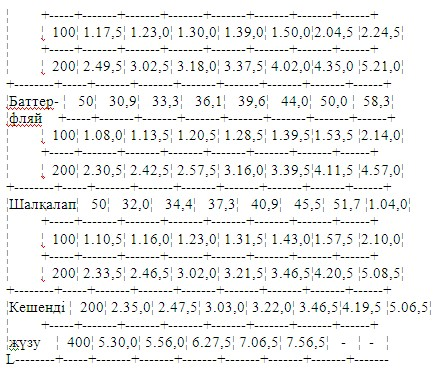 +----+------+------+------+------+------+-----+------+
¦ 100¦ 1.17,5¦ 1.23,0¦ 1.30,0¦ 1.39,0¦ 1.50,0¦ 2.04,5 ¦ 2.24,5¦
+----+------+------+------+------+------+-----+------+
¦ 200¦ 2.49,5¦ 3.02,5¦ 3.18,0¦ 3.37,5¦ 4.02,0¦ 4.35,0¦ 5.21,0¦
+--------+----+------+------+------+------+------+-----+------+
¦Баттер- ¦ 50¦ 30,9¦ 33,3¦ 36,1¦ 39,6¦ 44,0¦ 50,0 ¦ 58,3¦
¦фляй +----+------+------+------+------+------+-----+------+
¦ 100¦ 1.08,0¦ 1.13,5¦ 1.20,5¦ 1.28,5¦ 1.39,5¦ 1.53,5¦ 2.14,0¦
+----+------+------+------+------+------+-----+------+
¦ 200¦ 2.30,5¦ 2.42,5¦ 2.57,5¦ 3.16,0¦ 3.39,5¦ 4.11,5¦ 4.57,0¦
+--------+----+------+------+------+------+------+-----+------+
¦Шалқалап ¦ 50¦ 32,0¦ 34,4¦ 37,3¦ 40,9¦ 45,5¦ 51,7 ¦1.04,0¦
+----+------+------+------+------+------+-----+------+
¦ 100¦ 1.10,5¦ 1.16,0¦ 1.23,0¦ 1.31,5¦ 1.43,0¦ 1.57,5¦ 2.10,0¦
+----+------+------+------+------+------+-----+------+
¦ 200¦ 2.33,5¦ 2.46,5¦ 3.02,0¦ 3.21,5¦ 3.46,5¦ 4.20,5¦ 5.08,5¦
+--------+----+------+------+------+------+------+-----+------+
¦Кешенді ¦ 200¦ 2.35,0¦ 2.47,5¦ 3.03,0¦ 3.22,0¦ 3.46,5¦ 4.19,5 ¦ 5.06,5¦
+----+------+------+------+------+------+-----+------+
¦жүзу ¦ 400¦ 5.30,0¦ 5.56,0¦ 6.27,5¦ 7.06,5¦ 7.56,5¦ - ¦ - ¦
L--------+----+------+------+------+------+------+-----+-------